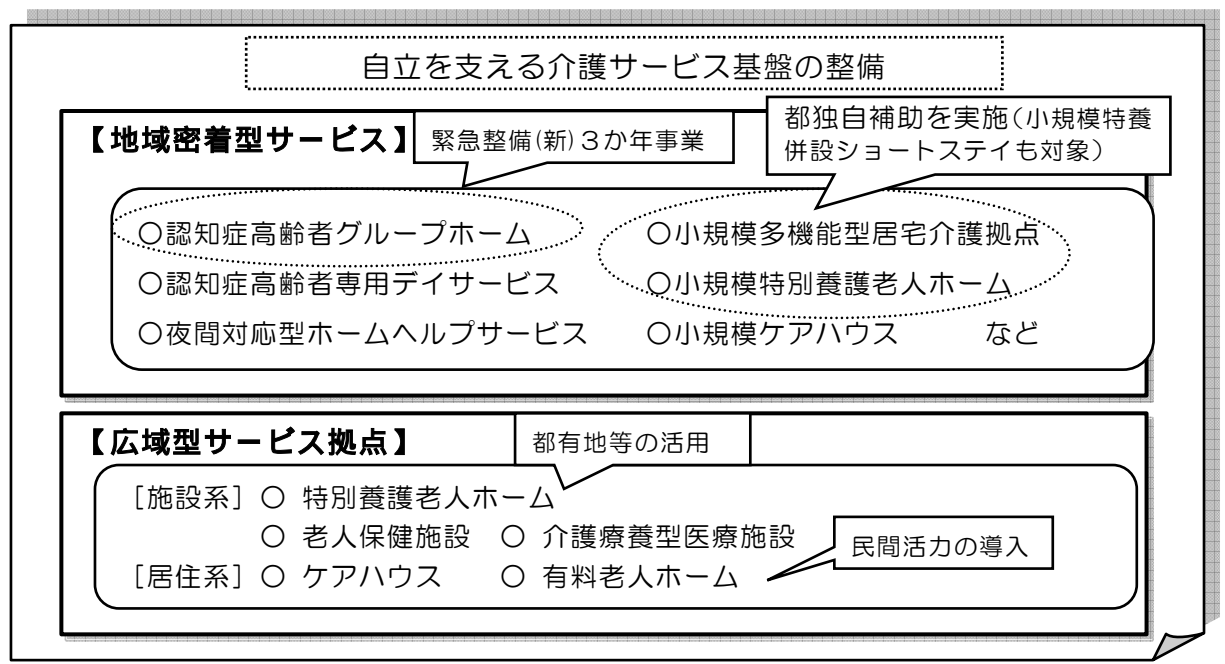 自立を支える介護サービス基盤の整備
【地域密着型サービス】
緊急整備(新)３か年事業
都独自補助を実施(小規模特養
併設ショートステイも対象)
○認知症高齢者グループホーム
○小規模多機能型居宅介護拠点
○認知症高齢者専用デイサービス
○小規模特別養護老人ホーム
○夜間対応型ホームヘルプサービス
○小規模ケアハウス　　など
【広域型サービス拠点】
都有地等の活用
［施設系］○ 特別養護老人ホーム
○ 老人保健施設　○ 介護療養型医療施設
民間活力の導入
［居住系］○ ケアハウス　　○ 有料老人ホーム